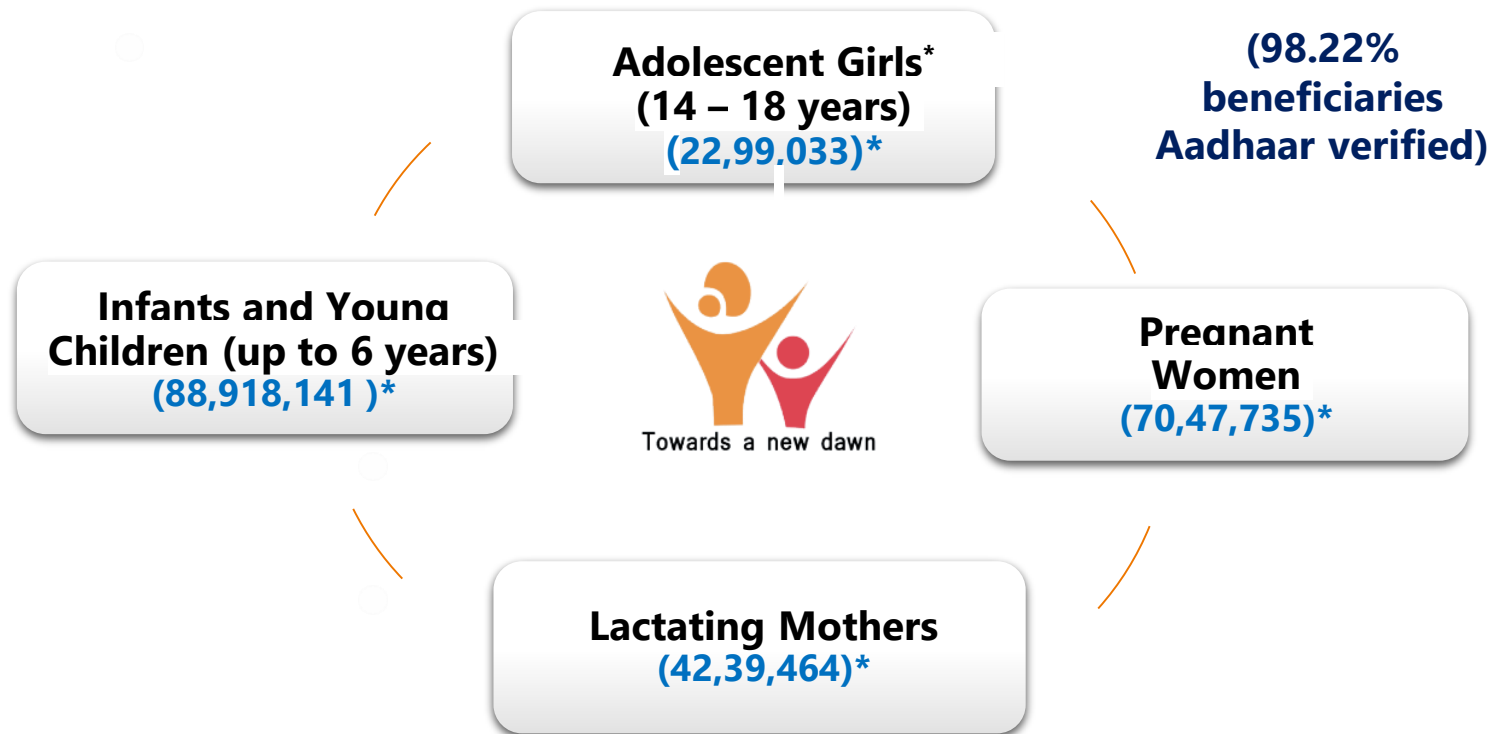 Adolescent Girls*
(14 – 18 years)
(22,99,033)*
(98.22%
beneficiaries
Aadhaar verified)
Infants and Young
Children (up to 6 years)
(88,918,141 )*
Pregnant
Women
(70,47,735)*
Towards a new dawn
Lactating Mothers
(42,39,464)*